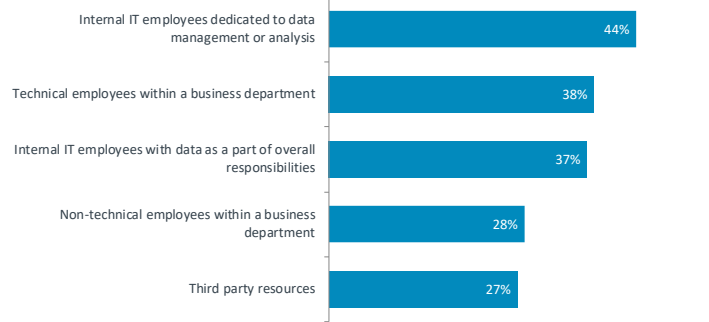 Internal IT employees dedicated to data
management or analysis
44%
Technical employees within a business department
38%
Internal IT employees with data as a part of overall
responsibilities
37%
Non-technical employees within a business
department
28%
Third party resources
27%